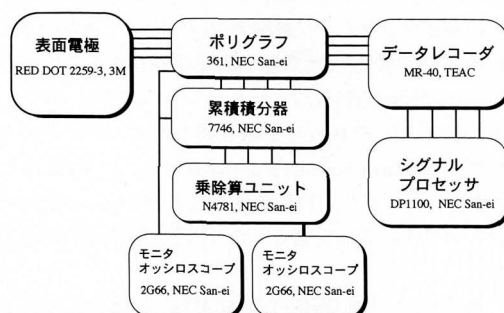 表面電極
RED DOT 2259-3, 3M
ポリグラフ
361, NEC San-ei
データレコーダ
MR-40, TEAC
累積積分器
7746, NEC San-ei
シグナル
プロセッサ
DP1100, NEC San-ei
乗除算ユニット
N4781, NEC San-ei
モニタ
オッシロスコープ
2G66, NEC San-ei
モニタ
オッシロスコープ
2G66, NEC San-ei